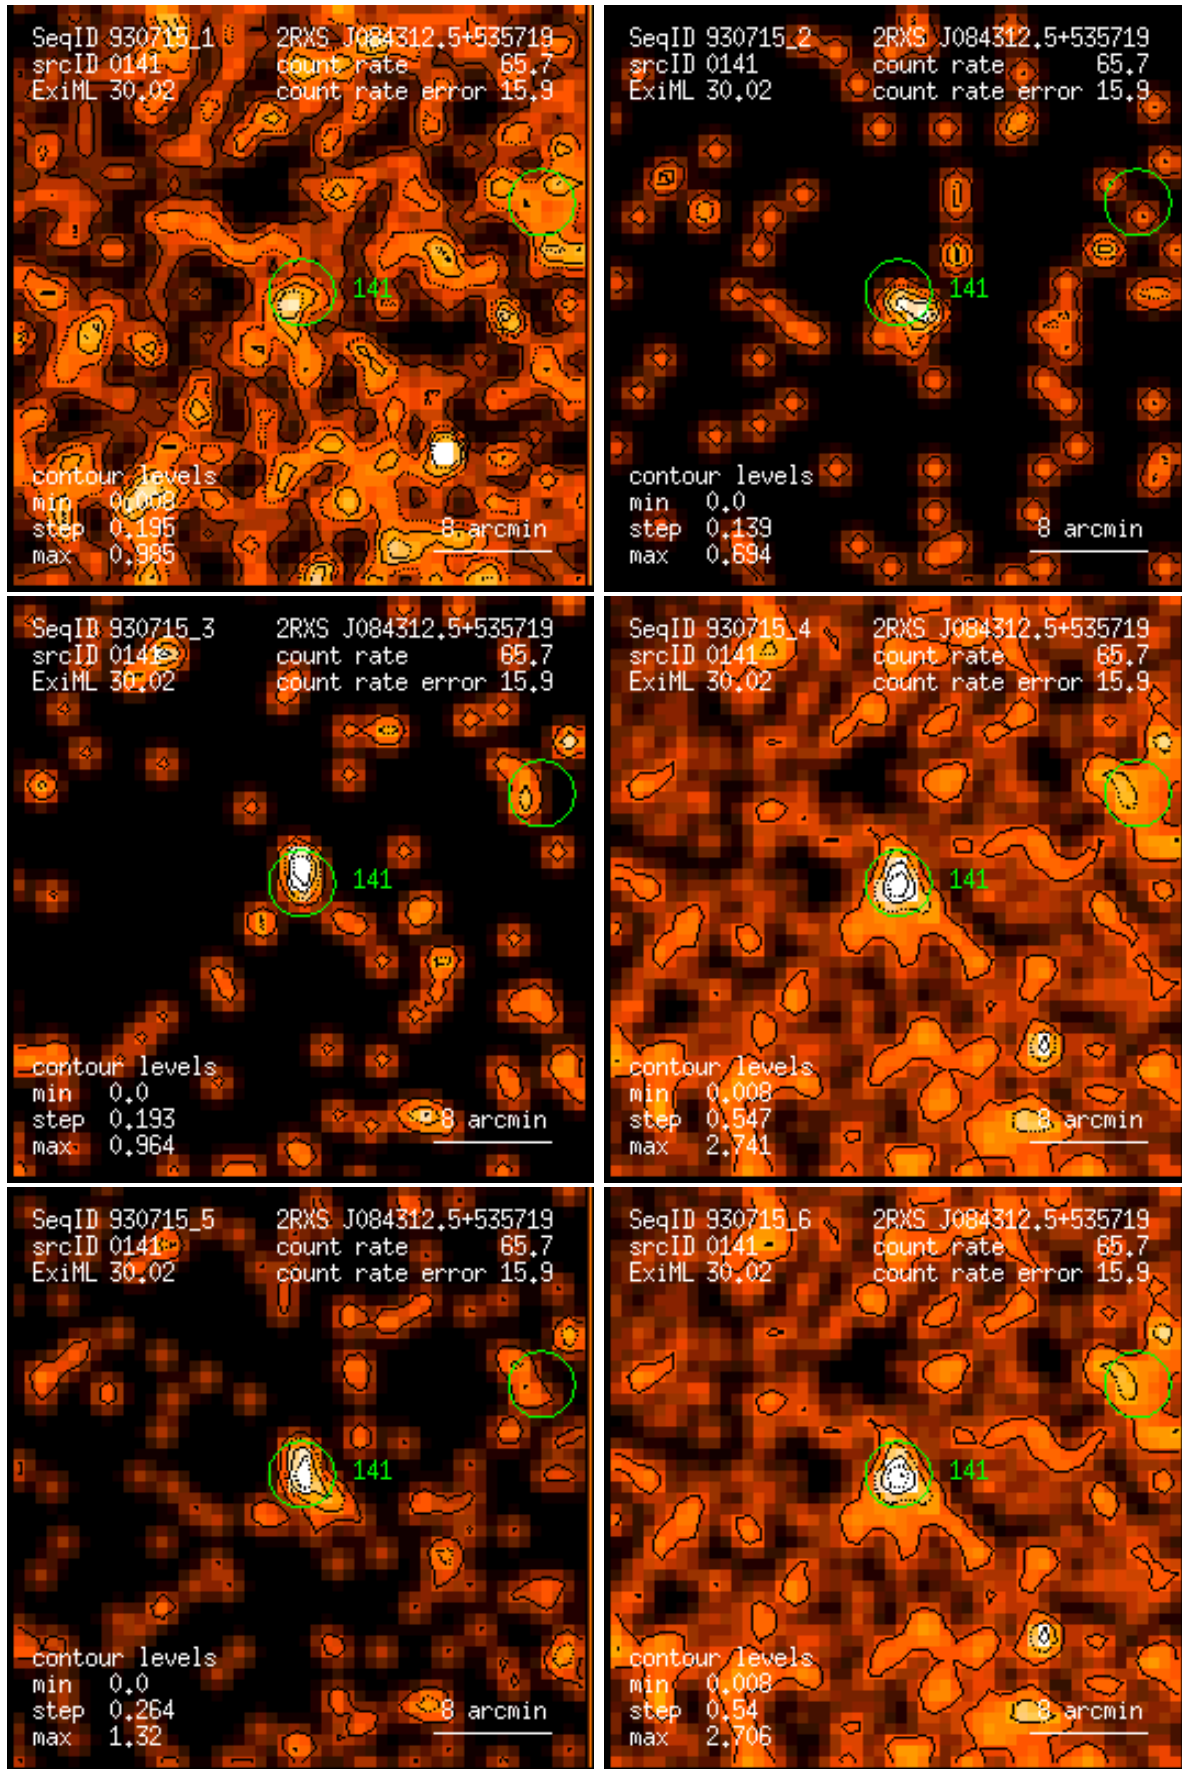 SeqID 930715_1 2RXS J084312.5+535719
srcID 0141 count rate 65.7
ExiML 30.02 count rate error 15.9
141
contour levels
min 0.008
step 0.195 8 arcmin
max 0.985
SeqID 930715_2 2RXS J084312.5+535719
srcID 0141 count rate 65.7
ExiML 30.02 count rate error 15.9
141
contour levels
min 0.0
step 0.139 8 arcmin
max 0.694
SeqID 930715_3 2RXS J084312.5+535719
srcID 0141 count rate 65.7
ExiML 30.02 count rate error 15.9
141
contour levels
min 0.0
step 0.193 8 arcmin
max 0.964
SeqID 930715_4 2RXS J084312.5+535719
srcID 0141 count rate 65.7
ExiML 30.02 count rate error 15.9
141
contour levels
min 0.008
step 0.547 8 arcmin
max 2.741
SeqID 930715_5 2RXS J084312.5+535719
srcID 0141 count rate 65.7
ExiML 30.02 count rate error 15.9
141
contour levels
min 0.0
step 0.264 8 arcmin
max 1.32
SeqID 930715_6 2RXS J084312.5+535719
srcID 0141 count rate 65.7
ExiML 30.02 count rate error 15.9
141
contour levels
min 0.008
step 0.54 8 arcmin
max 2.706